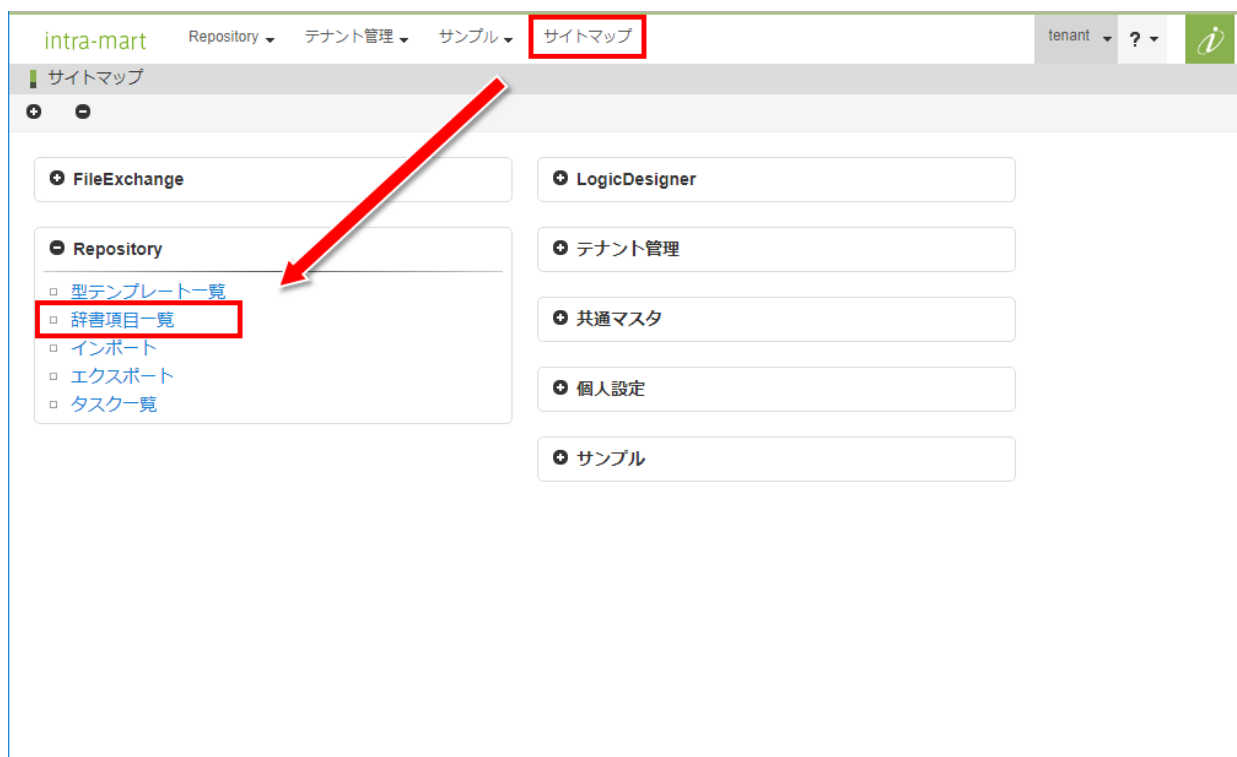 intra-mart Repository テナント管理 サンプル サイトマップ tenant ? i
サイトマップ
FileExchange
LogicDesigner
Repository
型テンプレート一覧
辞書項目一覧
インポート
エクスポート
タスク一覧
テナント管理
共通マスタ
個人設定
サンプル